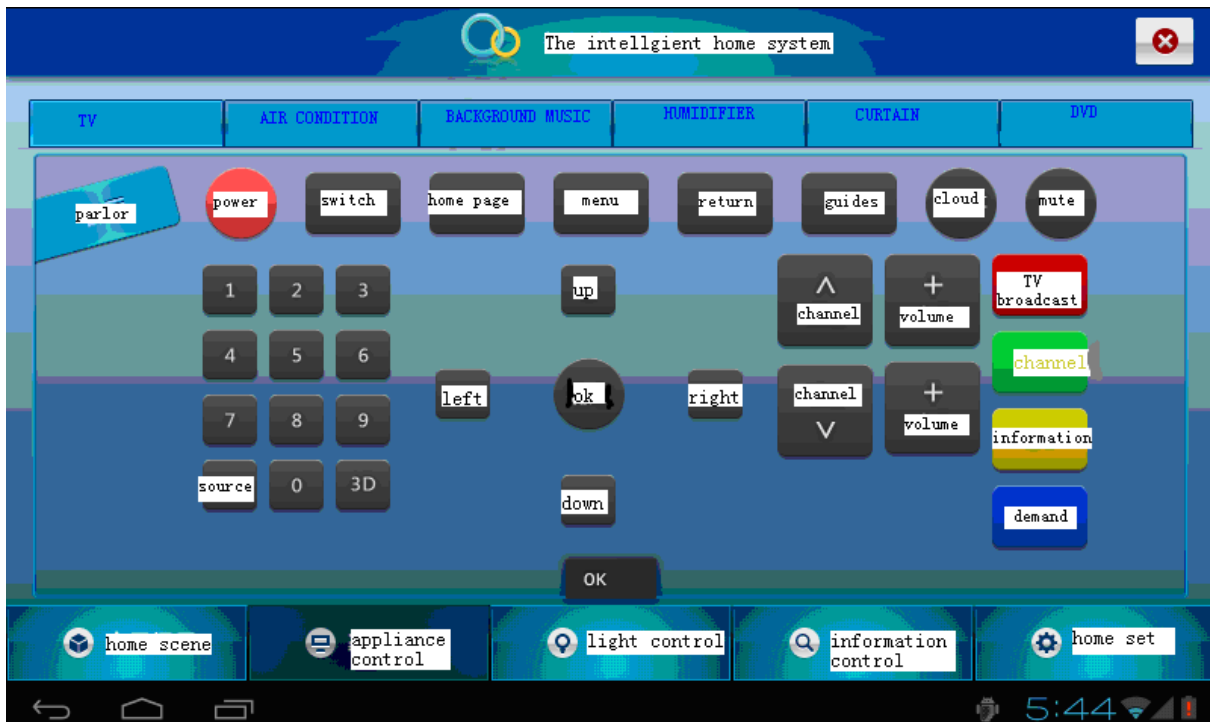 The intellgient home system
TV
AIR CONDITION
BACKGROUND MUSIC
HUMIDIFIER
CURTAIN
DVD
parlor
power
switch
home page
menu
return
guides
cloud
mute
1
2
3
up
^
channel
+
volume
TV
broadcast
4
5
6
channel
left
ok
right
channel
+
volume
7
8
9
information
source
0
3D
down
demand
OK
home scene
appliance
control
light control
information
control
home set
5:44